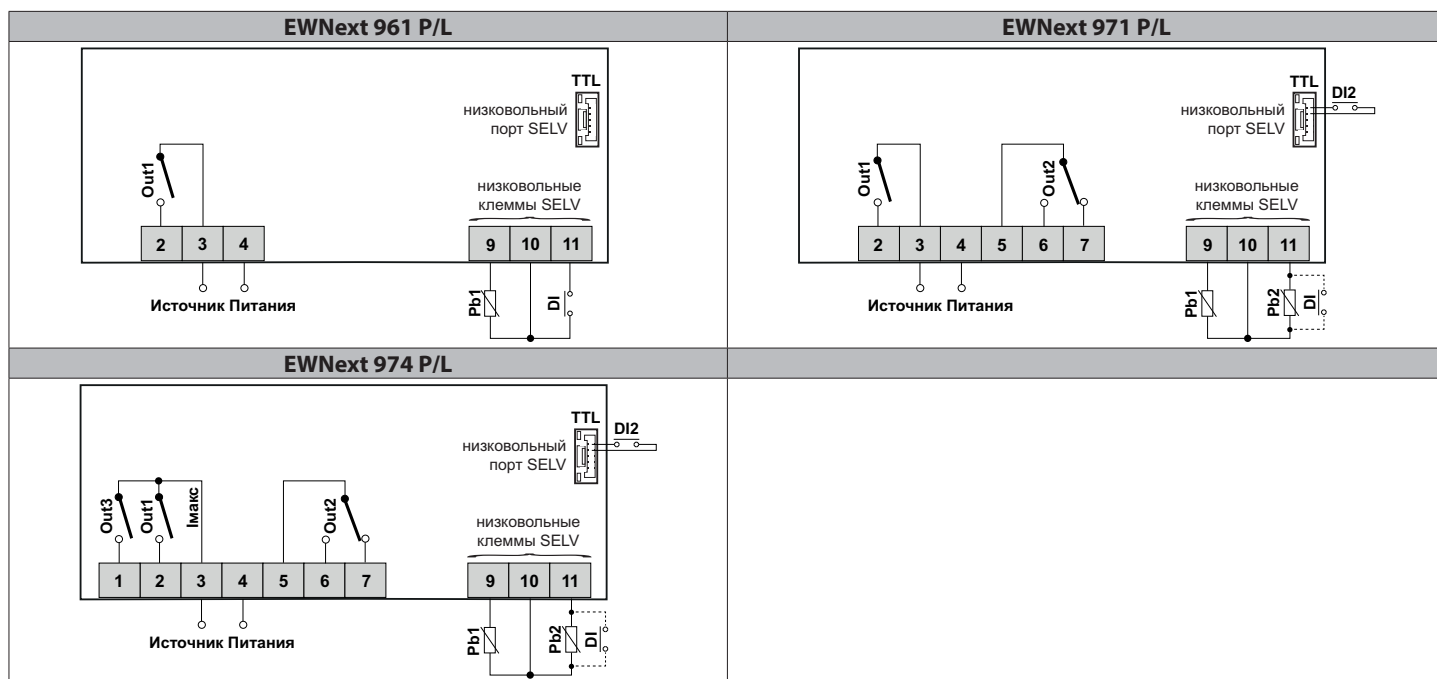 EWNext 961 P/L
TTL
низковольный
порт SELV
Out1
низковольные
клеммы SELV
2 3 4
9 10 11
Источник Питания
Pb1
DI
EWNext 971 P/L
TTL
DI2
низковольный
порт SELV
Out1
Out2
низковольные
клеммы SELV
2 3 4 5 6 7
9 10 11
Источник Питания
Pb1
Pb2
DI
EWNext 974 P/L
TTL
DI2
низковольный
порт SELV
Out3
Out1
Iмакс
Out2
низковольные
клеммы SELV
1 2 3 4 5 6 7
9 10 11
Источник Питания
Pb1
Pb2
DI